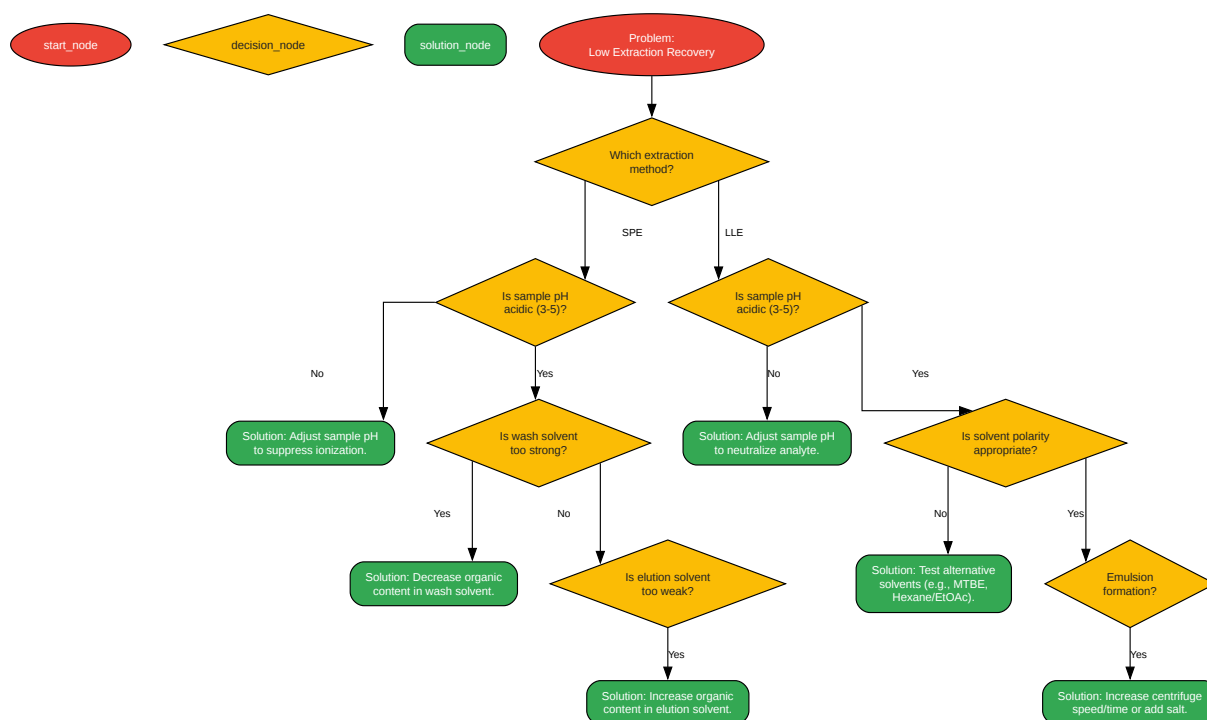 start_node
decision_node
solution_node
Problem:
Low Extraction Recovery
Which extraction
method?
SPE
LLE
Is sample pH
acidic (3-5)?
Is sample pH
acidic (3-5)?
No
Yes
No
Yes
Solution: Adjust sample pH
to suppress ionization.
Is wash solvent
too strong?
Solution: Adjust sample pH
to neutralize analyte.
Is solvent polarity
appropriate?
Yes
No
No
Yes
Solution: Decrease organic
content in wash solvent.
Is elution solvent
too weak?
Solution: Test alternative
solvents (e.g., MTBE,
Hexane/EtOAc).
Emulsion
formation?
Yes
Yes
Solution: Increase organic
content in elution solvent.
Solution: Increase centrifuge
speed/time or add salt.